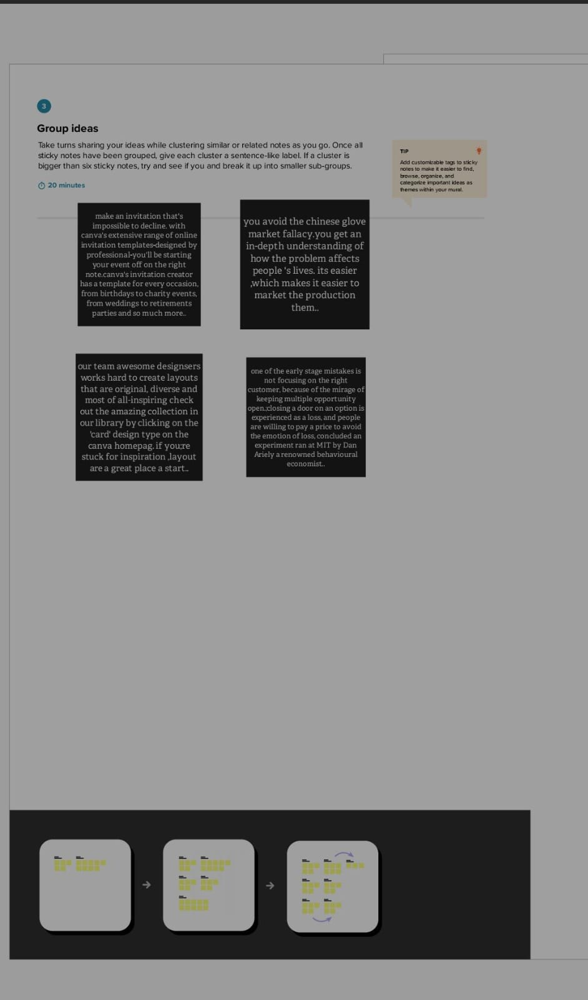 3
Group ideas
Take turns sharing your ideas while clustering similar or related notes as you go. Once all
sticky notes have been grouped, give each cluster a sentence-like label. If a cluster is
bigger than six sticky notes, try and see if you and break it up into smaller sub-groups.
20 minutes
TIP
Add customizable tags to sticky
notes to make it easier to find,
browse, organize, and
categorize important ideas as
themes within your mural.
make an invitation that's
impossible to decline. with
canva's extensive range of online
invitation templates-designed by
professional-you'll be starting
your event off on the right
note.canva's invitation creator
has a template for every occasion,
from birthdays to charity events,
from weddings to retirements
parties and so much more..
you avoid the chinese glove
market fallacy.you get an
in-depth understanding of
how the problem affects
people 's lives. its easier
,which makes it easier to
market the production
them..
our team awesome designsers
works hard to create layouts
that are original, diverse and
most of all-inspiring check
out the amazing collection in
our library by clicking on the
'card' design type on the
canva homepag. if you;re
stuck for inspiration ,layout
are a great place a start..
one of the early stage mistakes is
not focusing on the right
customer, because of the mirage of
keeping multiple opportunity
open.;closing a door on an option is
experienced as a loss, and people
are willing to pay a price to avoid
the emotion of loss, concluded an
experiment ran at MIT by Dan
Ariely a renowned behavioural
economist..